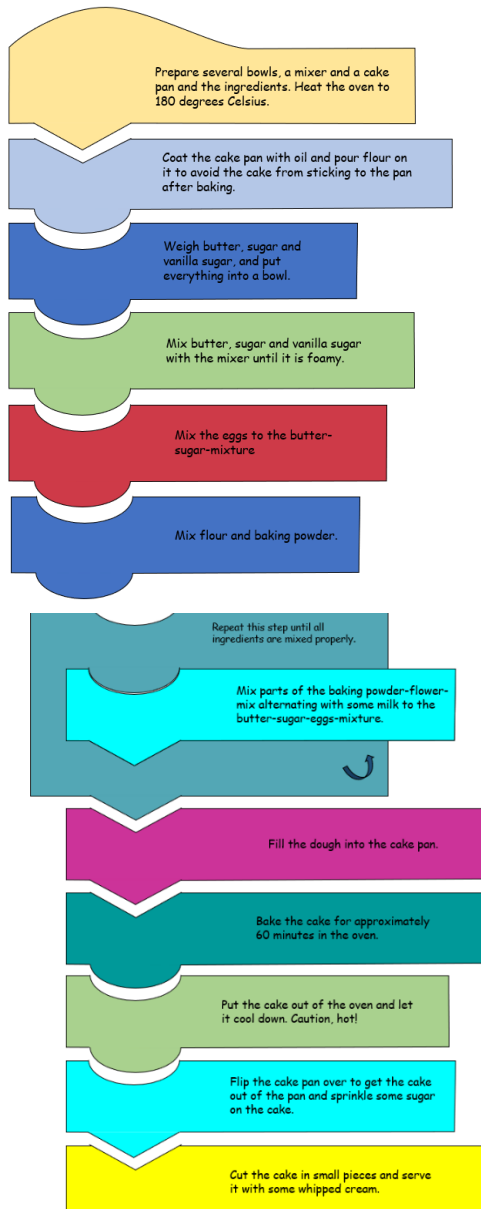 Prepare several bowls, a mixer and a cake
pan and the ingredients. Heat the oven to
180 degrees Celsius.
Coat the cake pan with oil and pour flour on
it to avoid the cake from sticking to the pan
after baking.
Weigh butter, sugar and
vanilla sugar, and put
everything into a bowl.
Mix butter, sugar and vanilla sugar
with the mixer until it is foamy.
Mix the eggs to the butter-
sugar-mixture
Mix flour and baking powder.
Repeat this step until all
ingredients are mixed properly.
Mix parts of the baking powder-flower-
mix alternating with some milk to the
butter-sugar-eggs-mixture.
Fill the dough into the cake pan.
Bake the cake for approximately
60 minutes in the oven.
Put the cake out of the oven and let
it cool down. Caution, hot!
Flip the cake pan over to get the cake
out of the pan and sprinkle some sugar
on the cake.
Cut the cake in small pieces and serve
it with some whipped cream.